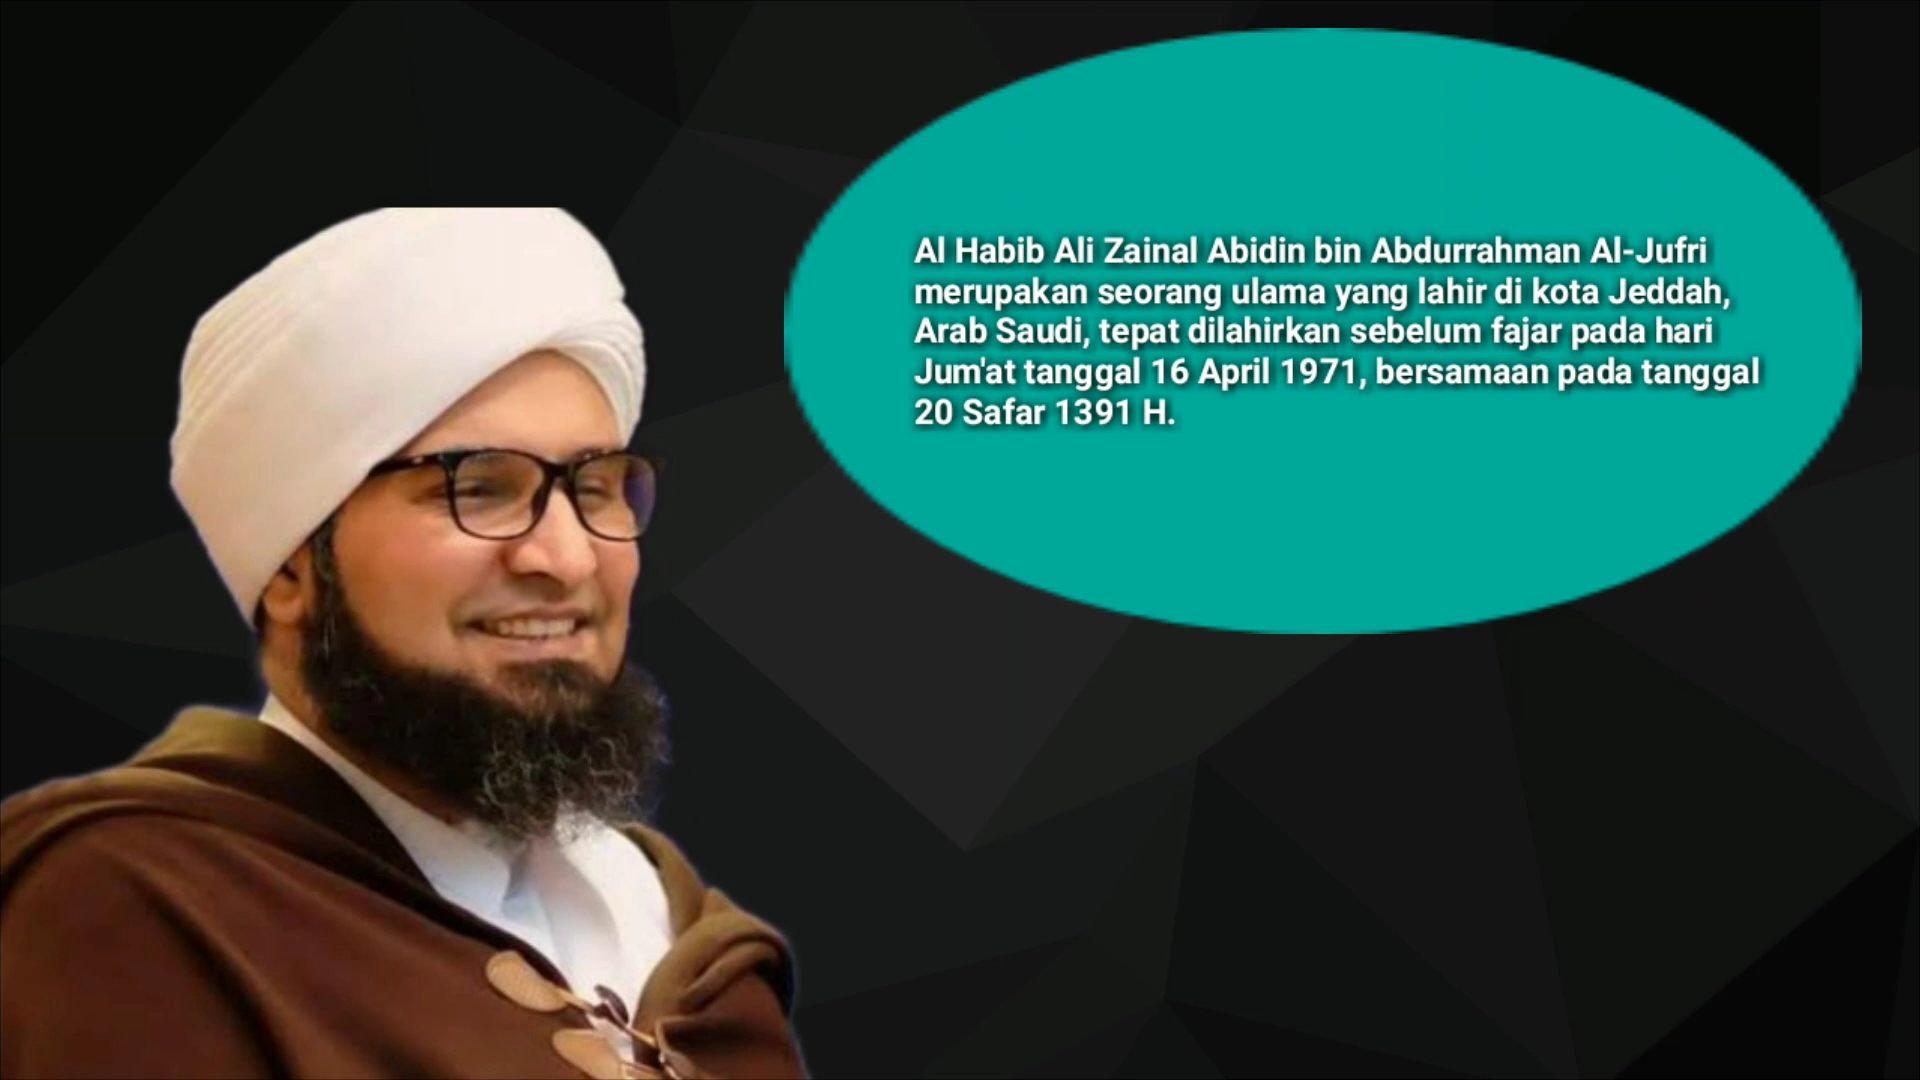 Al Habib Ali Zainal Abidin bin Abdurrahman Al-Jufri
merupakan seorang ulama yang lahir di kota Jeddah,
Arab Saudi, tepat dilahirkan sebelum fajar pada hari
Jum'at tanggal 16 April 1971, bersamaan pada tanggal
20 Safar 1391 H.